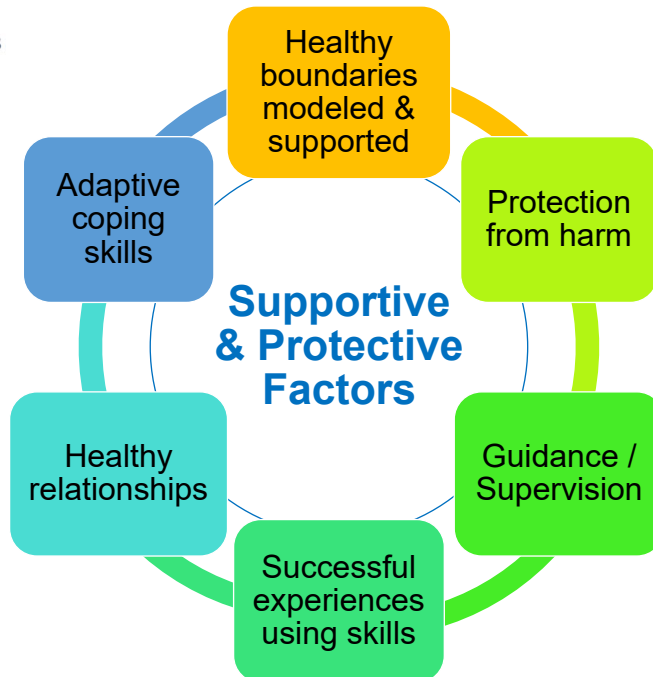 Healthy
boundaries
modeled &
supported
Protection
from harm
Guidance /
Supervision
Successful
experiences
using skills
Healthy
relationships
Adaptive
coping
skills
Supportive
& Protective
Factors